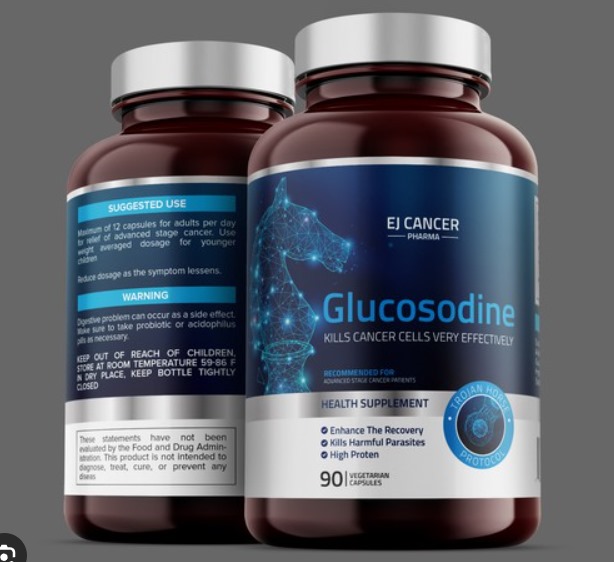 SUGGESTED USE
Maximum of 12 capsules for adults per day
for relief of advanced stage cancer. Use
weight averaged dosage for younger
children
Reduce dosage as the symptom lessens.
WARNING
Digestive problem can occur as a side effect.
Make sure to take probiotic or acidophilus
pills as necessary.
KEEP OUT OF REACH OF CHILDREN,
STORE AT ROOM TEMPERATURE 59-86 F
IN DRY PLACE, KEEP BOTTLE TIGHTLY
CLOSED
These statements have not been
evaluated by the Food and Drug Admin-
istration. This product is not intended to
diagnose, treat, cure, or prevent any
diseas
EJ CANCER
PHARMA
Glucosodine
KILLS CANCER CELLS VERY EFFECTIVELY
RECOMMENDED FOR
ADVANCED STAGE CANCER PATIENTS
HEALTH SUPPLEMENT
Enhance The Recovery
Kills Harmful Parasites
High Proten
90 VEGETARIAN
CAPSULES
TROJAN HORSE
PROTOCOL